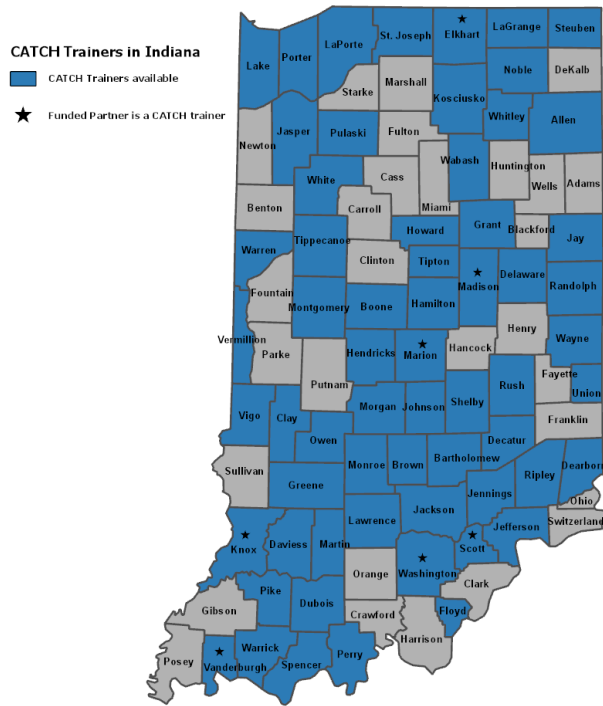 CATCH Trainers in Indiana
CATCH Trainers available
Funded Partner is a CATCH trainer
Lake
Porter
LaPorte
St. Joseph
Elkhart
LaGrange
Steuben
Noble
DeKalb
Starke
Marshall
Kosciusko
Whitley
Allen
Newton
Jasper
Pulaski
Fulton
Wabash
Huntington
Wells
Adams
White
Cass
Miami
Benton
Carroll
Howard
Grant
Blackford
Jay
Warren
Tippecanoe
Clinton
Tipton
Madison
Delaware
Randolph
Fountain
Montgomery
Boone
Hamilton
Henry
Wayne
Vermillion
Parke
Putnam
Hendricks
Marion
Hancock
Fayette
Union
Rush
Shelby
Morgan
Johnson
Franklin
Vigo
Clay
Owen
Decatur
Sullivan
Greene
Monroe
Brown
Bartholomew
Ripley
Dearborn
Jennings
Ohio
Switzerland
Jackson
Jefferson
Lawrence
Knox
Daviess
Martin
Scott
Washington
Orange
Clark
Gibson
Pike
Dubois
Crawford
Floyd
Harrison
Posey
Vanderburgh
Warrick
Spencer
Perry